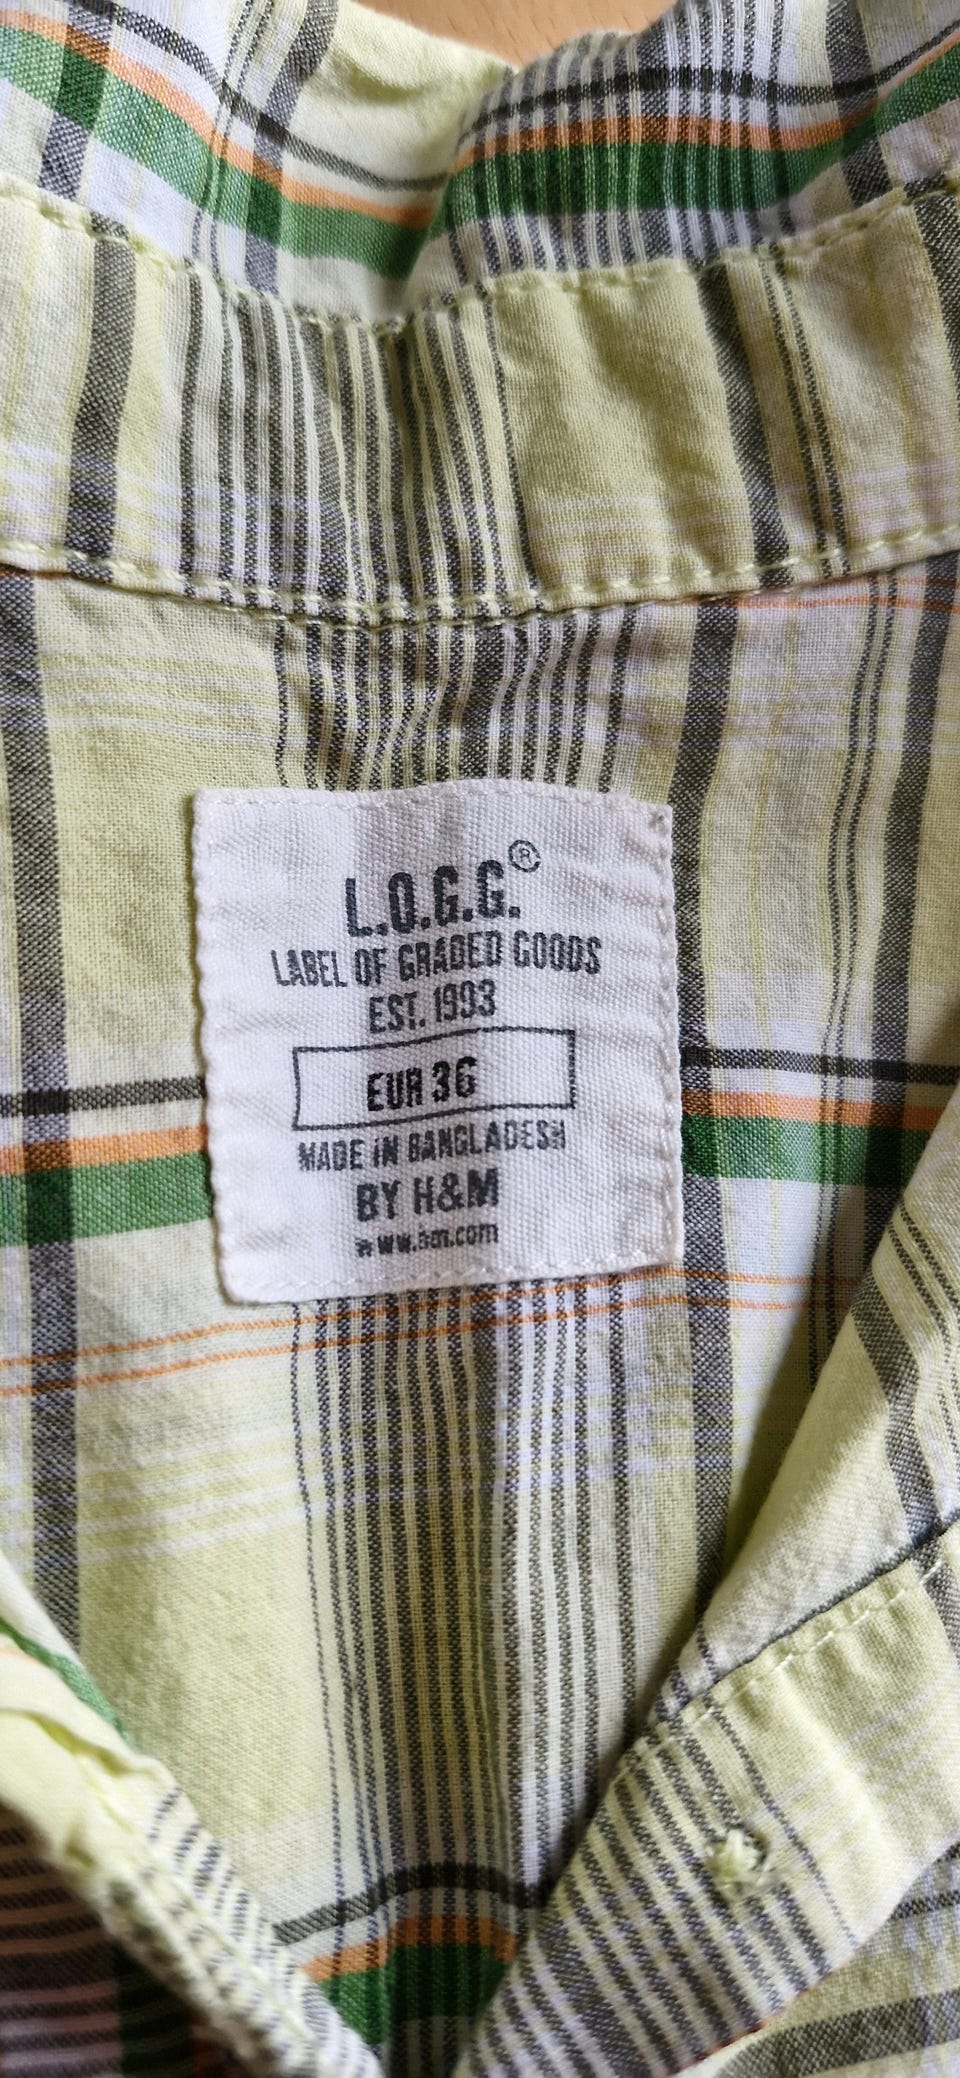 L.O.G.G.®
LABEL OF GRADED GOODS
EST. 1993
EUR 36
MADE IN BANGLADESH
BY H&M
www.hm.com